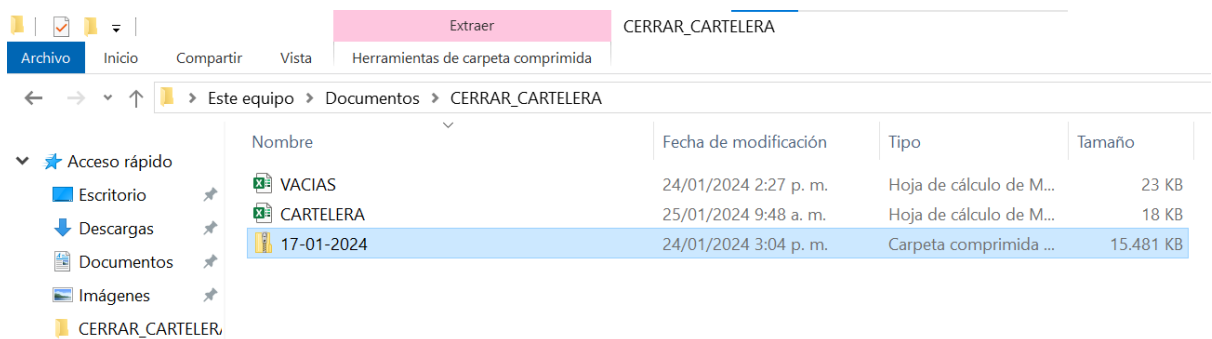 Extraer CERRAR_CARTELERA
Archivo Inicio Compartir Vista Herramientas de carpeta comprimida
Este equipo > Documentos > CERRAR_CARTELERA
Nombre Fecha de modificación Tipo Tamaño
Acceso rápido
Escritorio VACIAS 24/01/2024 2:27 p. m. Hoja de cálculo de M... 23 KB
Descargas CARTELERA 25/01/2024 9:48 a. m. Hoja de cálculo de M... 18 KB
17-01-2024 24/01/2024 3:04 p. m. Carpeta comprimida ... 15.481 KB
Documentos
Imágenes
CERRAR_CARTELER